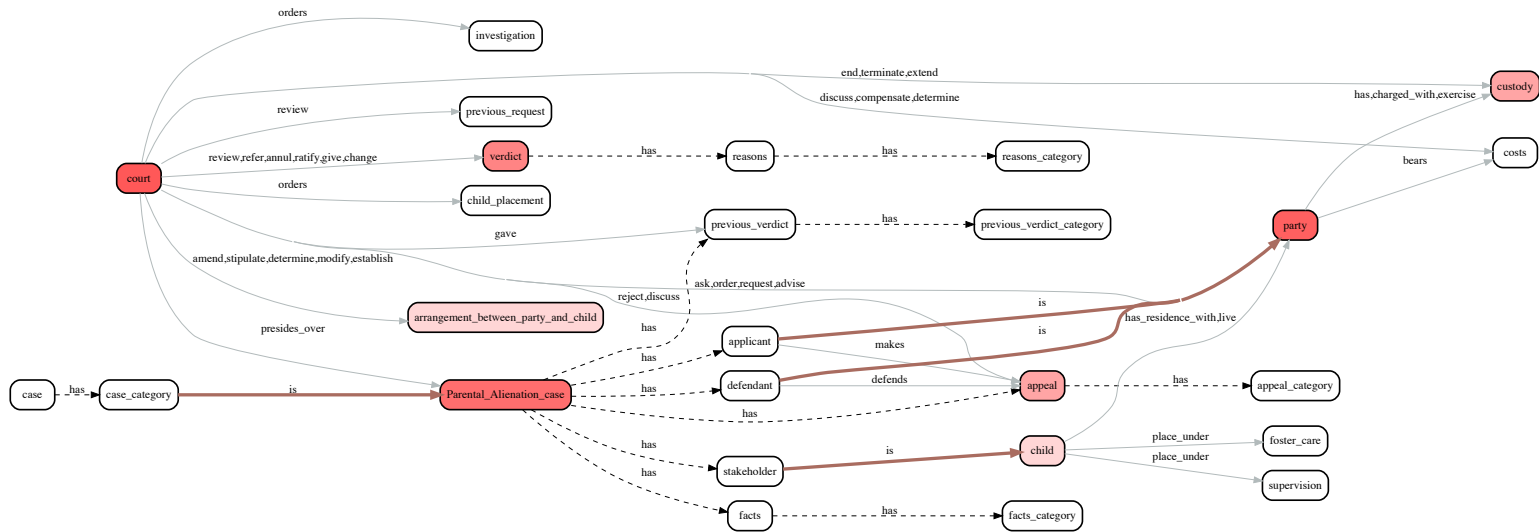 orders
investigation
end,terminate,extend
custody
has,charged_with,exercise
discuss,compensate,determine
review
previous_request
review,refer,annul,ratify,give,change
verdict
has
reasons
has
reasons_category
costs
bears
court
orders
child_placement
gave
previous_verdict
has
previous_verdict_category
party
amend,stipulate,determine,modify,establish
ask,order,request,advise
reject,discuss
is
arrangement_between_party_and_child
has_residence_with,live
presides_over
has
is
applicant
makes
has
case
has
case_category
is
Parental_Alienation_case
has
defendant
defends
appeal
has
appeal_category
has
has
stakeholder
is
child
place_under
foster_care
place_under
supervision
has
facts
has
facts_category